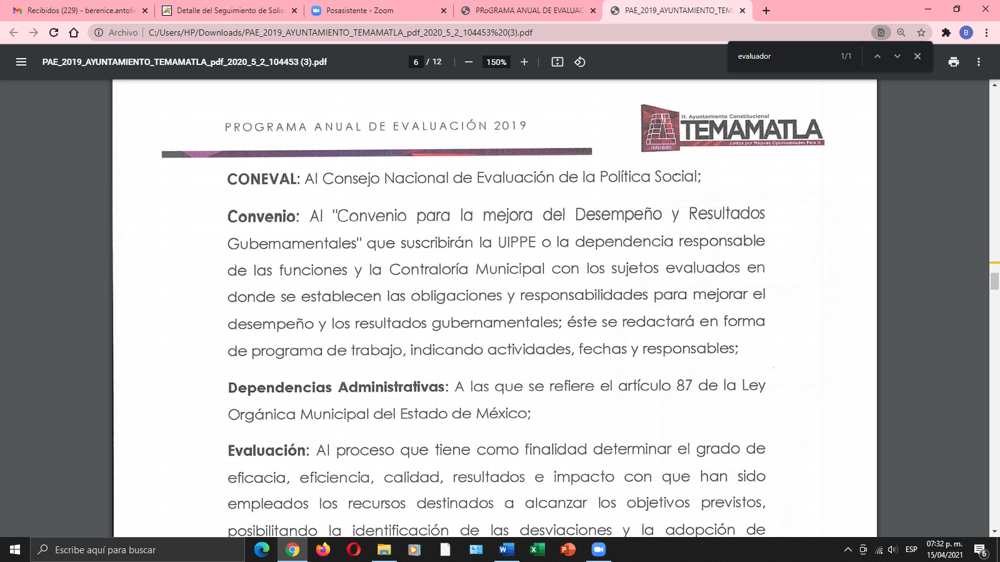 Recibidos (229) - berenice.antolin
Detalle del Seguimiento de Solici
Posasistente - Zoom
PRoGRAMA ANUAL DE EVALUAC
PAE_2019_AYUNTAMIENTO_TEMA
Archivo
C:/Users/HP/Downloads/PAE_2019_AYUNTAMIENTO_TEMAMATLA_pdf_2020_5_2_104453%20(3).pdf
B
PAE_2019_AYUNTAMIENTO_TEMAMATLA_pdf_2020_5_2_104453 (3).pdf
6 / 12
150%
evaluador
1/1
PROGRAMA ANUAL DE EVALUACIÓN 2019
H. Ayuntamiento Constitucional
TEMAMATLA
Juntos por Mejores Oportunidades Para ti
CONEVAL: Al Consejo Nacional de Evaluación de la Política Social;
Convenio: Al "Convenio para la mejora del Desempeño y Resultados
Gubernamentales" que suscribirán la UIPPE o la dependencia responsable
de las funciones y la Contraloría Municipal con los sujetos evaluados en
donde se establecen las obligaciones y responsabilidades para mejorar el
desempeño y los resultados gubernamentales; éste se redactará en forma
de programa de trabajo, indicando actividades, fechas y responsables;
Dependencias Administrativas: A las que se refiere el artículo 87 de la Ley
Orgánica Municipal del Estado de México;
Evaluación: Al proceso que tiene como finalidad determinar el grado de
eficacia, eficiencia, calidad, resultados e impacto con que han sido
empleados los recursos destinados a alcanzar los objetivos previstos,
posibilitando la identificación de las desviaciones y la adopción de
Escribe aquí para buscar
ESP
07:32 p. m.
15/04/2021
6